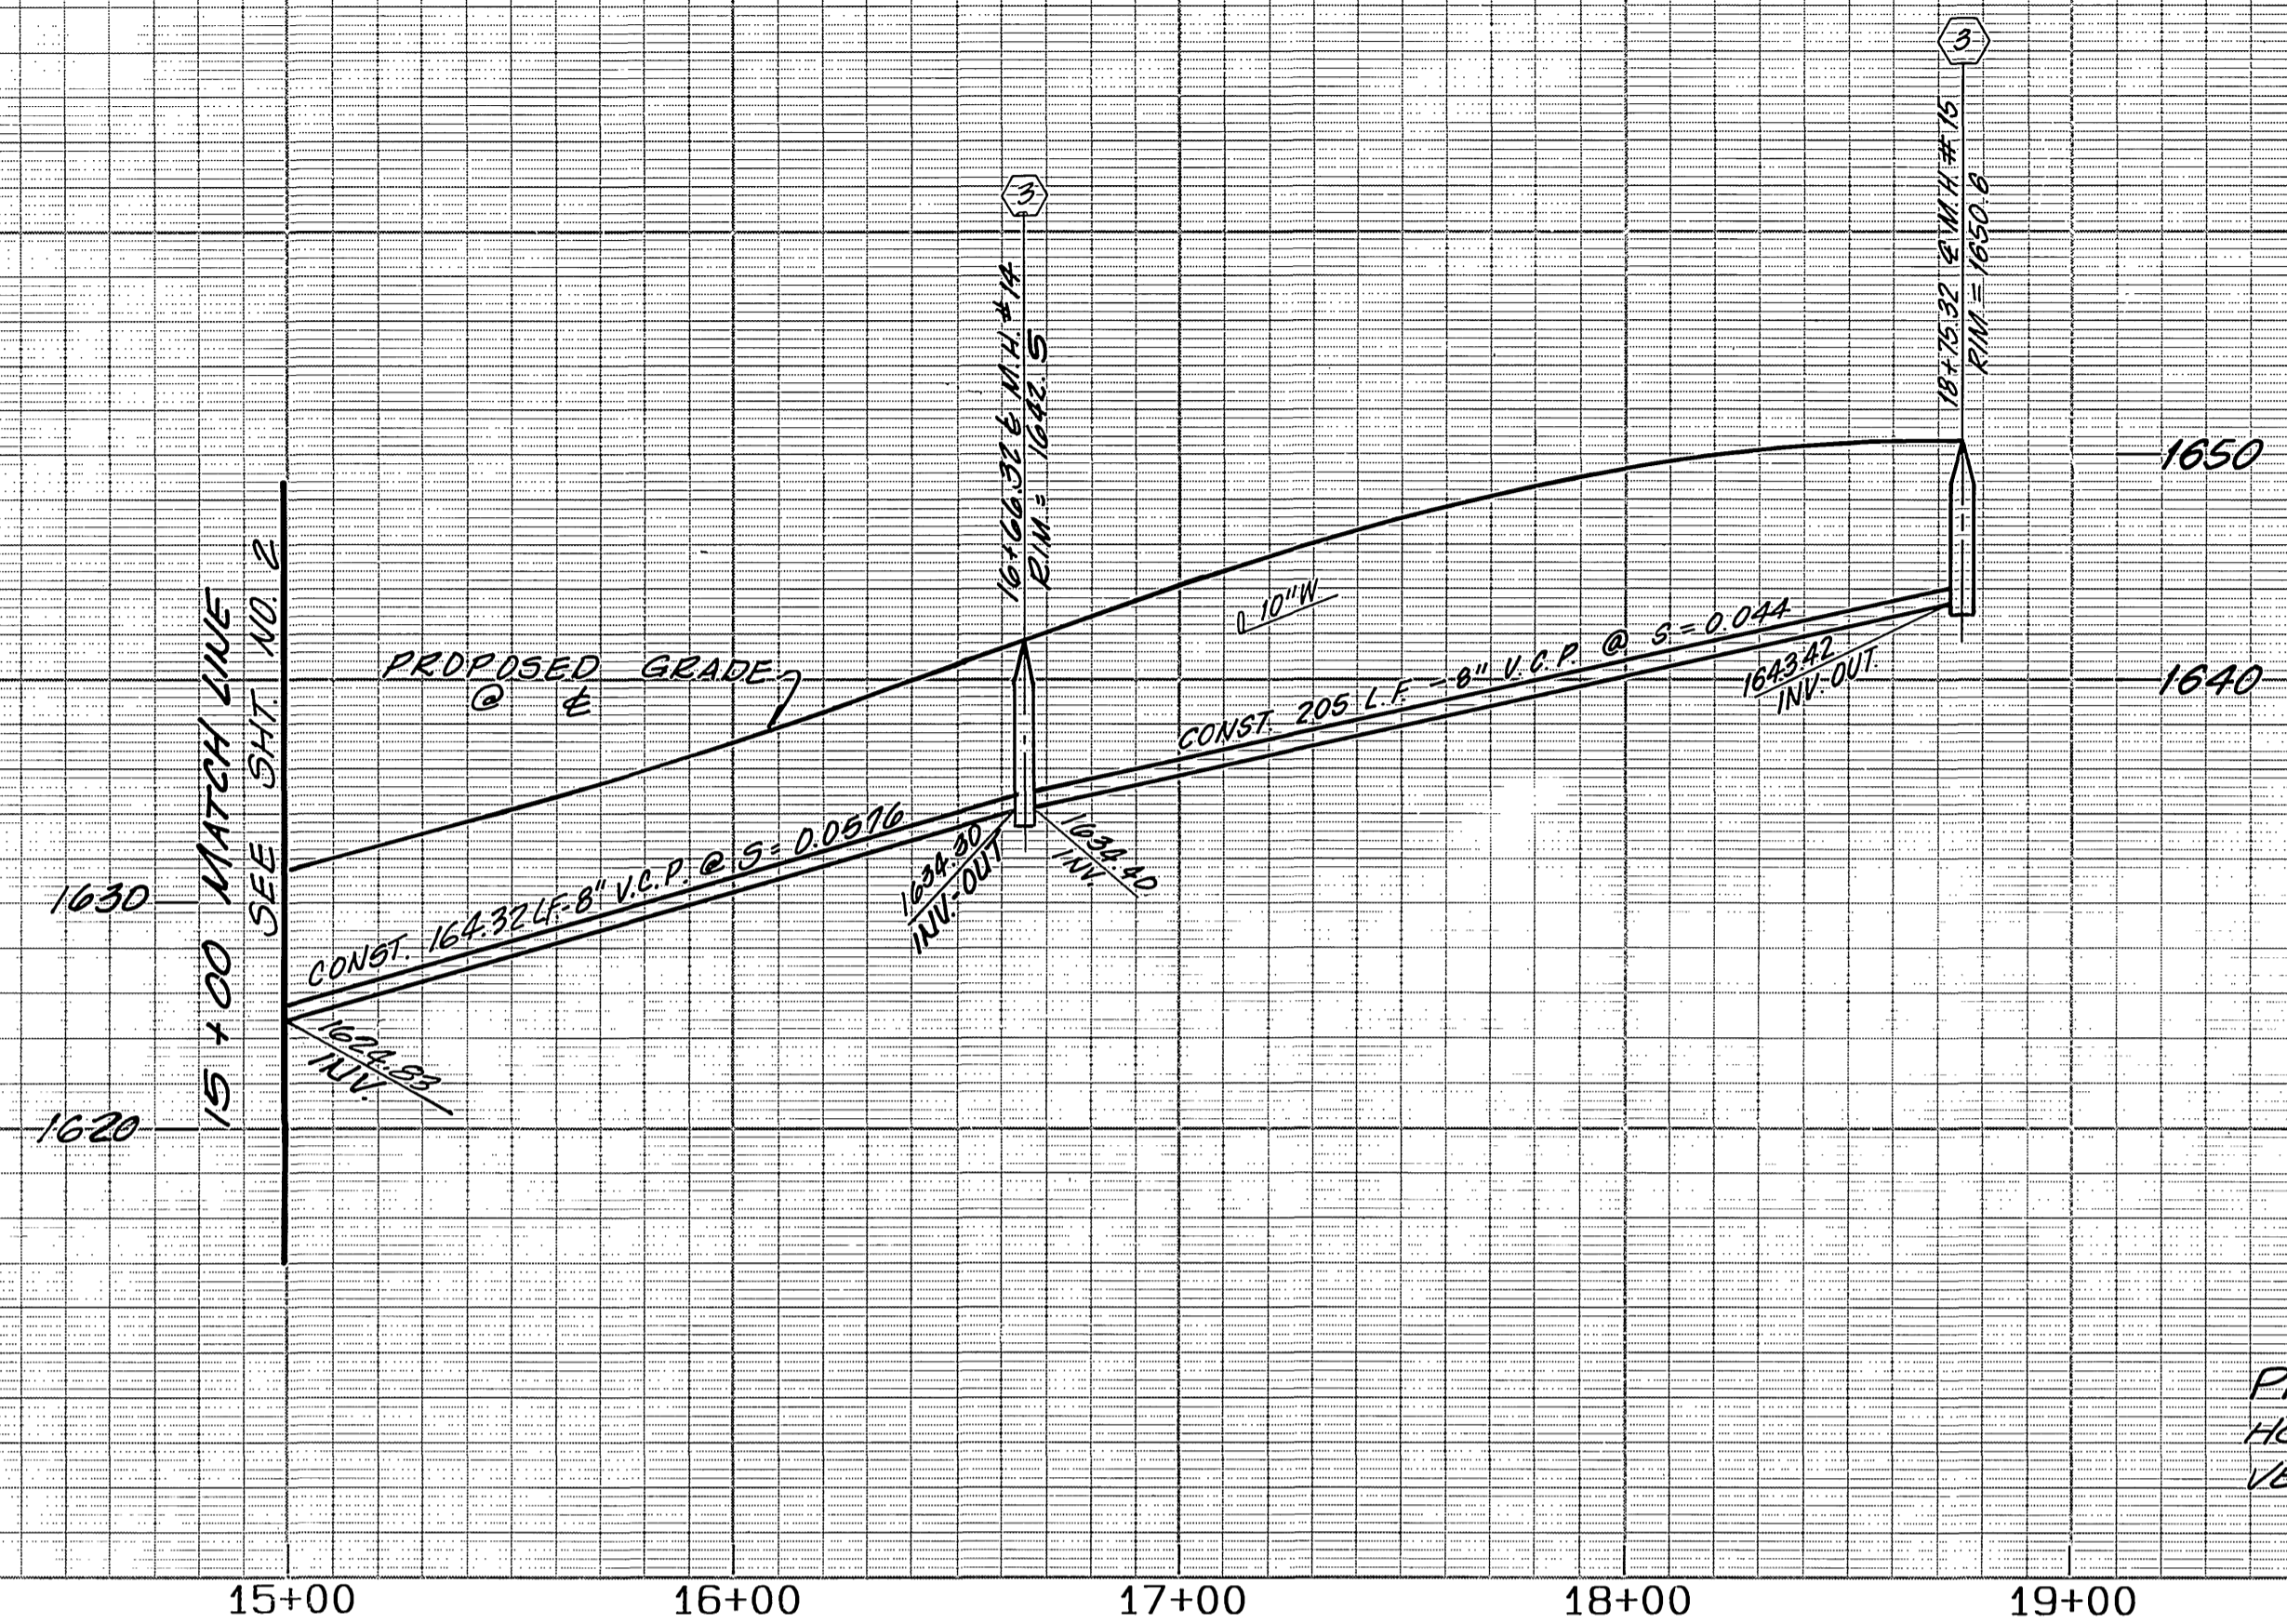 3
18+75.32 ℄ M.H. #15
RIM = 1650.6
3
16+66.32 ℄ M.H. #14
RIM = 1642.5
1650
1640
10" W
PROPOSED GRADE
@ ℄
CONST. 205 L.F. - 8" V.C.P. @ S = 0.044
1643.42
INV. OUT.
15+00 MATCH LINE
SEE SHT. NO. 2
1630
1620
CONST. 164.32 LF-8" V.C.P. @ S = 0.0576
1634.30
INV.-OUT
1634.40
INV.
1624.83
INV.
15+00 16+00 17+00 18+00 19+00